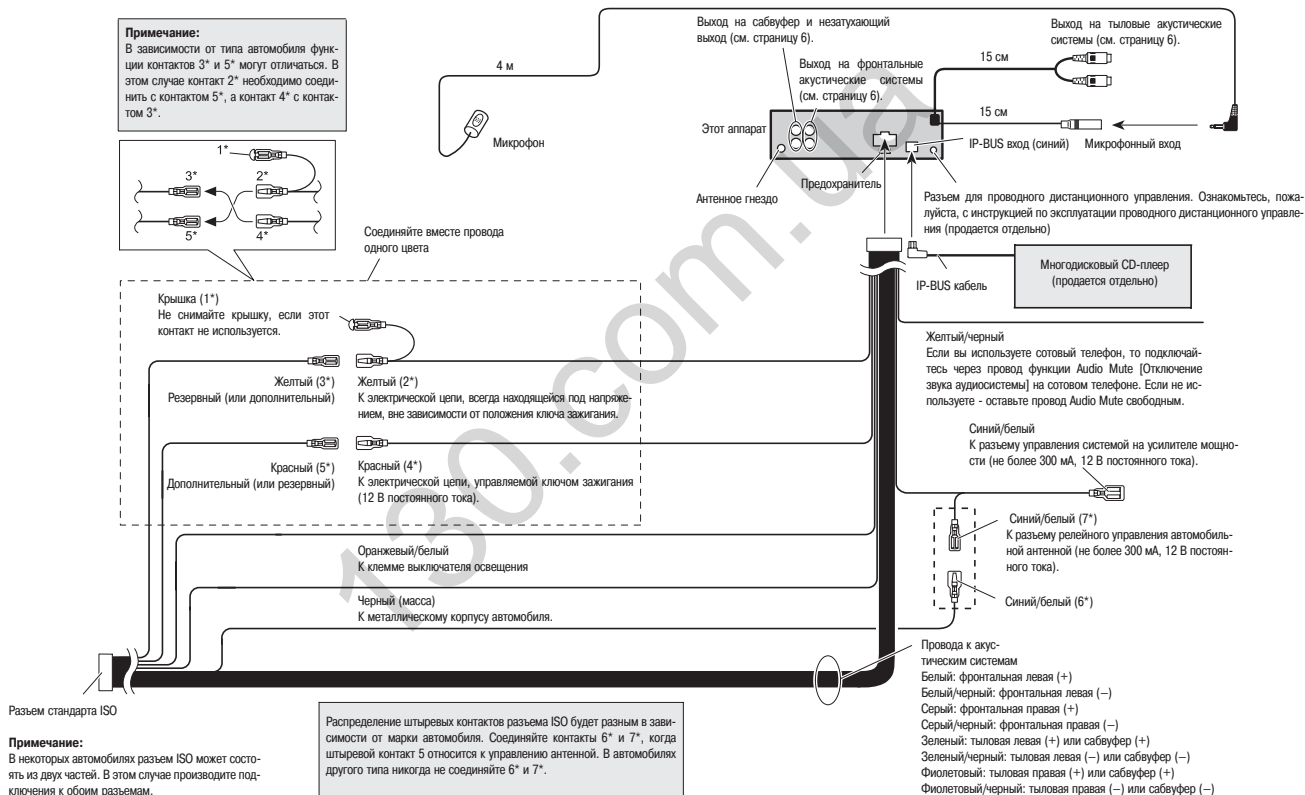 Примечание:
В зависимости от типа автомобиля функ-
ции контактов 3* и 5* могут отличаться. В
этом случае контакт 2* необходимо соеди-
нить с контактом 5*, а контакт 4* с контак-
том 3*.
1*
3*
2*
5*
4*
4 м
Микрофон
Выход на сабвуфер и незатухающий
выход (см. страницу 6).
Выход на фронтальные
акустические системы
(см. страницу 6).
Выход на тыловые акустические
системы (см. страницу 6).
15 см
15 см
Этот аппарат
IP-BUS вход (синий)
Микрофонный вход
Предохранитель
Антенное гнездо
Разъем для проводного дистанционного управления. Ознакомьтесь, пожа-
луйста, с инструкцией по эксплуатации проводного дистанционного управле-
ния (продается отдельно)
Соединяйте вместе провода
одного цвета
IP-BUS кабель
Многодисковый CD-плеер
(продается отдельно)
Крышка (1*)
Не снимайте крышку, если этот
контакт не используется.
Желтый (3*)
Резервный (или дополнительный)
Желтый (2*)
К электрической цепи, всегда находящейся под напряже-
нием, вне зависимости от положения ключа зажигания.
Красный (5*)
Дополнительный (или резервный)
Красный (4*)
К электрической цепи, управляемой ключом зажигания
(12 В постоянного тока).
Желтый/черный
Если вы используете сотовый телефон, то подключай-
тесь через провод функции Audio Mute [Отключение
звука аудиосистемы] на сотовом телефоне. Если не ис-
пользуете - оставьте провод Audio Mute свободным.
Синий/белый
К разъему управления системой на усилителе мощно-
сти (не более 300 мА, 12 В постоянного тока).
Синий/белый (7*)
К разъему релейного управления автомобиль-
ной антенной (не более 300 мА, 12 В постоян-
ного тока).
Синий/белый (6*)
Оранжевый/белый
К клемме выключателя освещения
Черный (масса)
К металлическому корпусу автомобиля.
Провода к акус-
тическим системам
Белый: фронтальная левая (+)
Белый/черный: фронтальная левая (−)
Серый: фронтальная правая (+)
Серый/черный: фронтальная правая (−)
Зеленый: тыловая левая (+) или сабвуфер (+)
Зеленый/черный: тыловая левая (−) или сабвуфер (−)
Фиолетовый: тыловая правая (+) или сабвуфер (+)
Фиолетовый/черный: тыловая правая (−) или сабвуфер (−)
Разъем стандарта ISO
Примечание:
В некоторых автомобилях разъем ISO может состо-
ять из двух частей. В этом случае производите под-
ключения к обоим разъемам.
Распределение штыревых контактов разъема ISO будет разным в зави-
симости от марки автомобиля. Соединяйте контакты 6* и 7*, когда
штыревой контакт 5 относится к управлению антенной. В автомобилях
другого типа никогда не соединяйте 6* и 7*.
130.com.ua